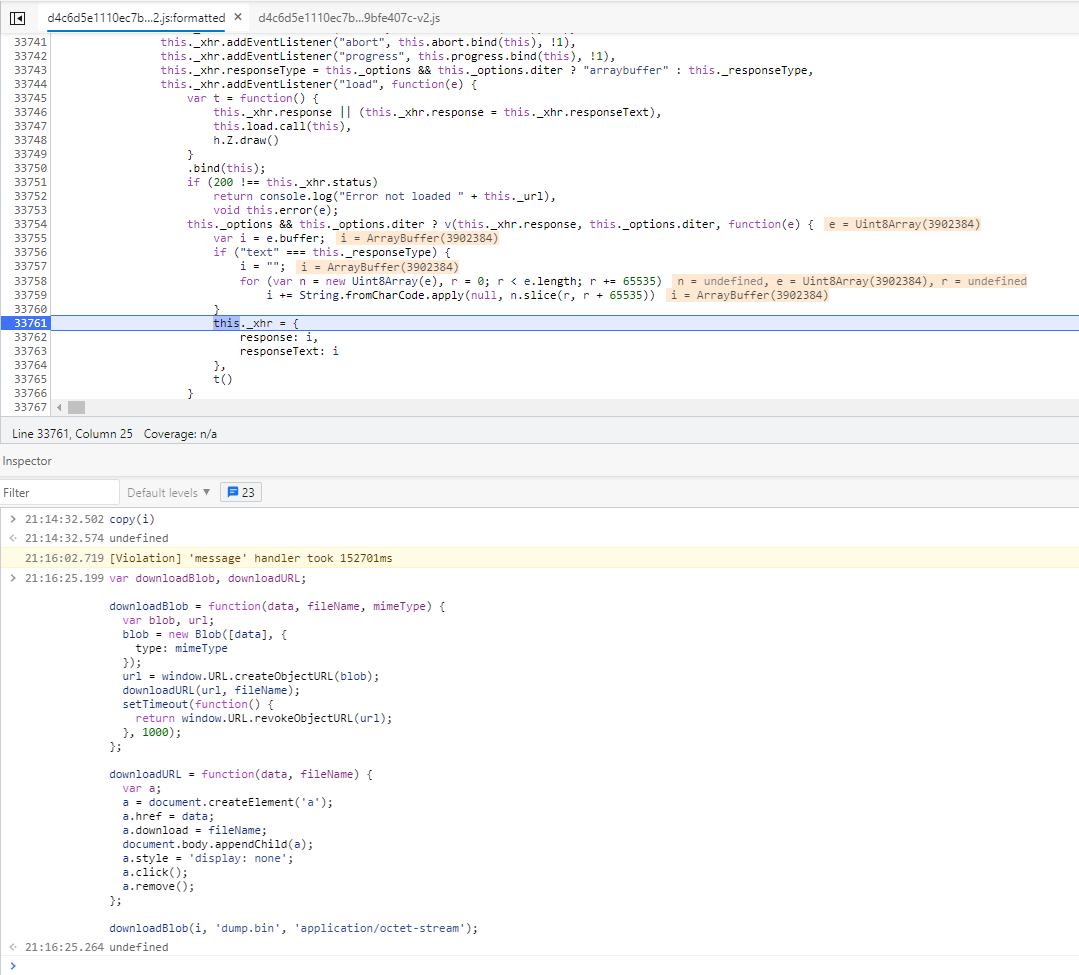 d4c6d5e1110ec7b...2.js:formatted × d4c6d5e1110ec7b...9bfe407c-v2.js
33741 this._xhr.addEventListener("abort", this.abort.bind(this), !1),
33742 this._xhr.addEventListener("progress", this.progress.bind(this), !1),
33743 this._xhr.responseType = this._options && this._options.diter ? "arraybuffer" : this._responseType,
33744 this._xhr.addEventListener("load", function(e) {
33745 var t = function() {
33746 this._xhr.response || (this._xhr.response = this._xhr.responseText),
33747 this.load.call(this),
33748 h.Z.draw()
33749 }
33750 .bind(this);
33751 if (200 !== this._xhr.status)
33752 return console.log("Error not loaded " + this._url),
33753 void this.error(e);
33754 this._options && this._options.diter ? v(this._xhr.response, this._options.diter, function(e) { e = Uint8Array(3902384)
33755 var i = e.buffer; i = ArrayBuffer(3902384)
33756 if ("text" === this._responseType) {
33757 i = ""; i = ArrayBuffer(3902384)
33758 for (var n = new Uint8Array(e), r = 0; r < e.length; r += 65535) n = undefined, e = Uint8Array(3902384), r = undefined
33759 i += String.fromCharCode.apply(null, n.slice(r, r + 65535)) i = ArrayBuffer(3902384)
33760 }
33761 this._xhr = {
33762 response: i,
33763 responseText: i
33764 },
33765 t()
33766 }
33767
Line 33761, Column 25 Coverage: n/a
Inspector
Filter Default levels ▼ 23
> 21:14:32.502 copy(i)
<· 21:14:32.574 undefined
21:16:02.719 [Violation] 'message' handler took 152701ms
> 21:16:25.199 var downloadBlob, downloadURL;
downloadBlob = function(data, fileName, mimeType) {
var blob, url;
blob = new Blob([data], {
type: mimeType
});
url = window.URL.createObjectURL(blob);
downloadURL(url, fileName);
setTimeout(function() {
return window.URL.revokeObjectURL(url);
}, 1000);
};
downloadURL = function(data, fileName) {
var a;
a = document.createElement('a');
a.href = data;
a.download = fileName;
document.body.appendChild(a);
a.style = 'display: none';
a.click();
a.remove();
};
downloadBlob(i, 'dump.bin', 'application/octet-stream');
<· 21:16:25.264 undefined
>